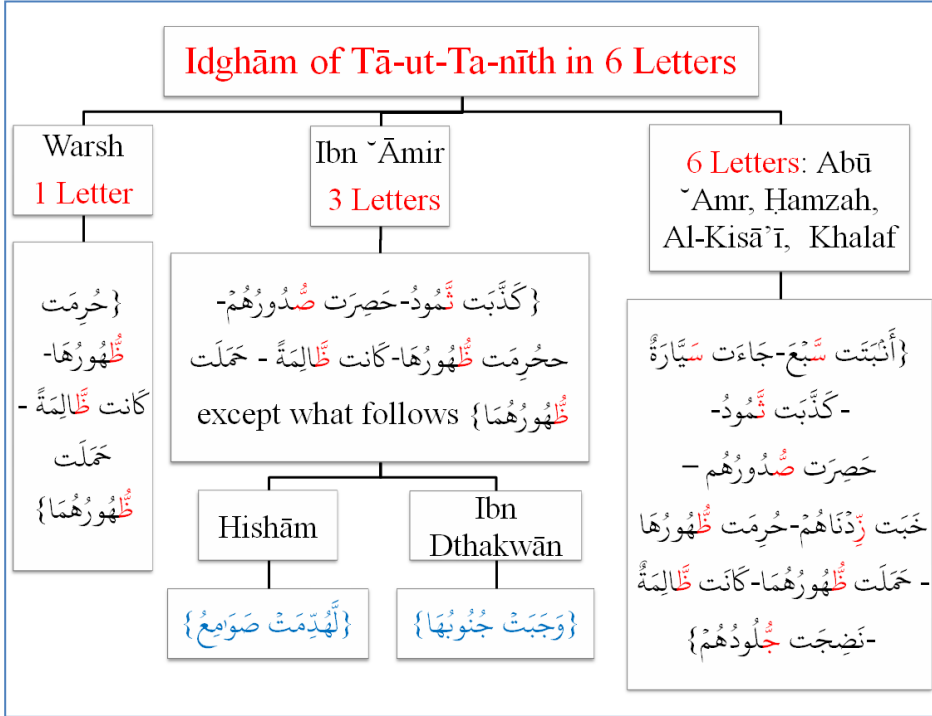 Idghām of Tā-ut-Ta-nīth in 6 Letters
Warsh
1 Letter
{حُرِمَت
ظُّهُورُهَا-
كَانت ظَّالِمَةً -
حَمَلَت
ظُّهُورُهُمَا}
Ibn ˇĀmir
3 Letters
{كَذَّبَت ثَّمُودُ-حَصِرَت صُّدُورُهُمۡ-
ححُرِمَت ظُّهُورُهَا-كَانت ظَّالِمَةً - حَمَلَت
ظُّهُورُهُمَا} except what follows
Hishām
{لَّهُدِّمَتۡ صَوَٰمِعُ}
Ibn
Dthakwān
{وَجَبَتۡ جُنُوبُهَا}
6 Letters: Abū
ˇAmr, Ḥamzah,
Al-Kisā’ī, Khalaf
{أَنۢبَتَت سَّبۡعَ-جَاءَت سَيَّارَةٌ
-كَذَّبَت ثَّمُودُ-
حَصِرَت صُّدُورُهُم –
خَبَت زِّدۡنَاهُمۡ-حُرِمَت ظُّهُورُهَا
- حَمَلَت ظُّهُورُهُمَا-كَانَت ظَّالِمَةٌ
-نَضِجَت جُّلُودُهُمۡ}